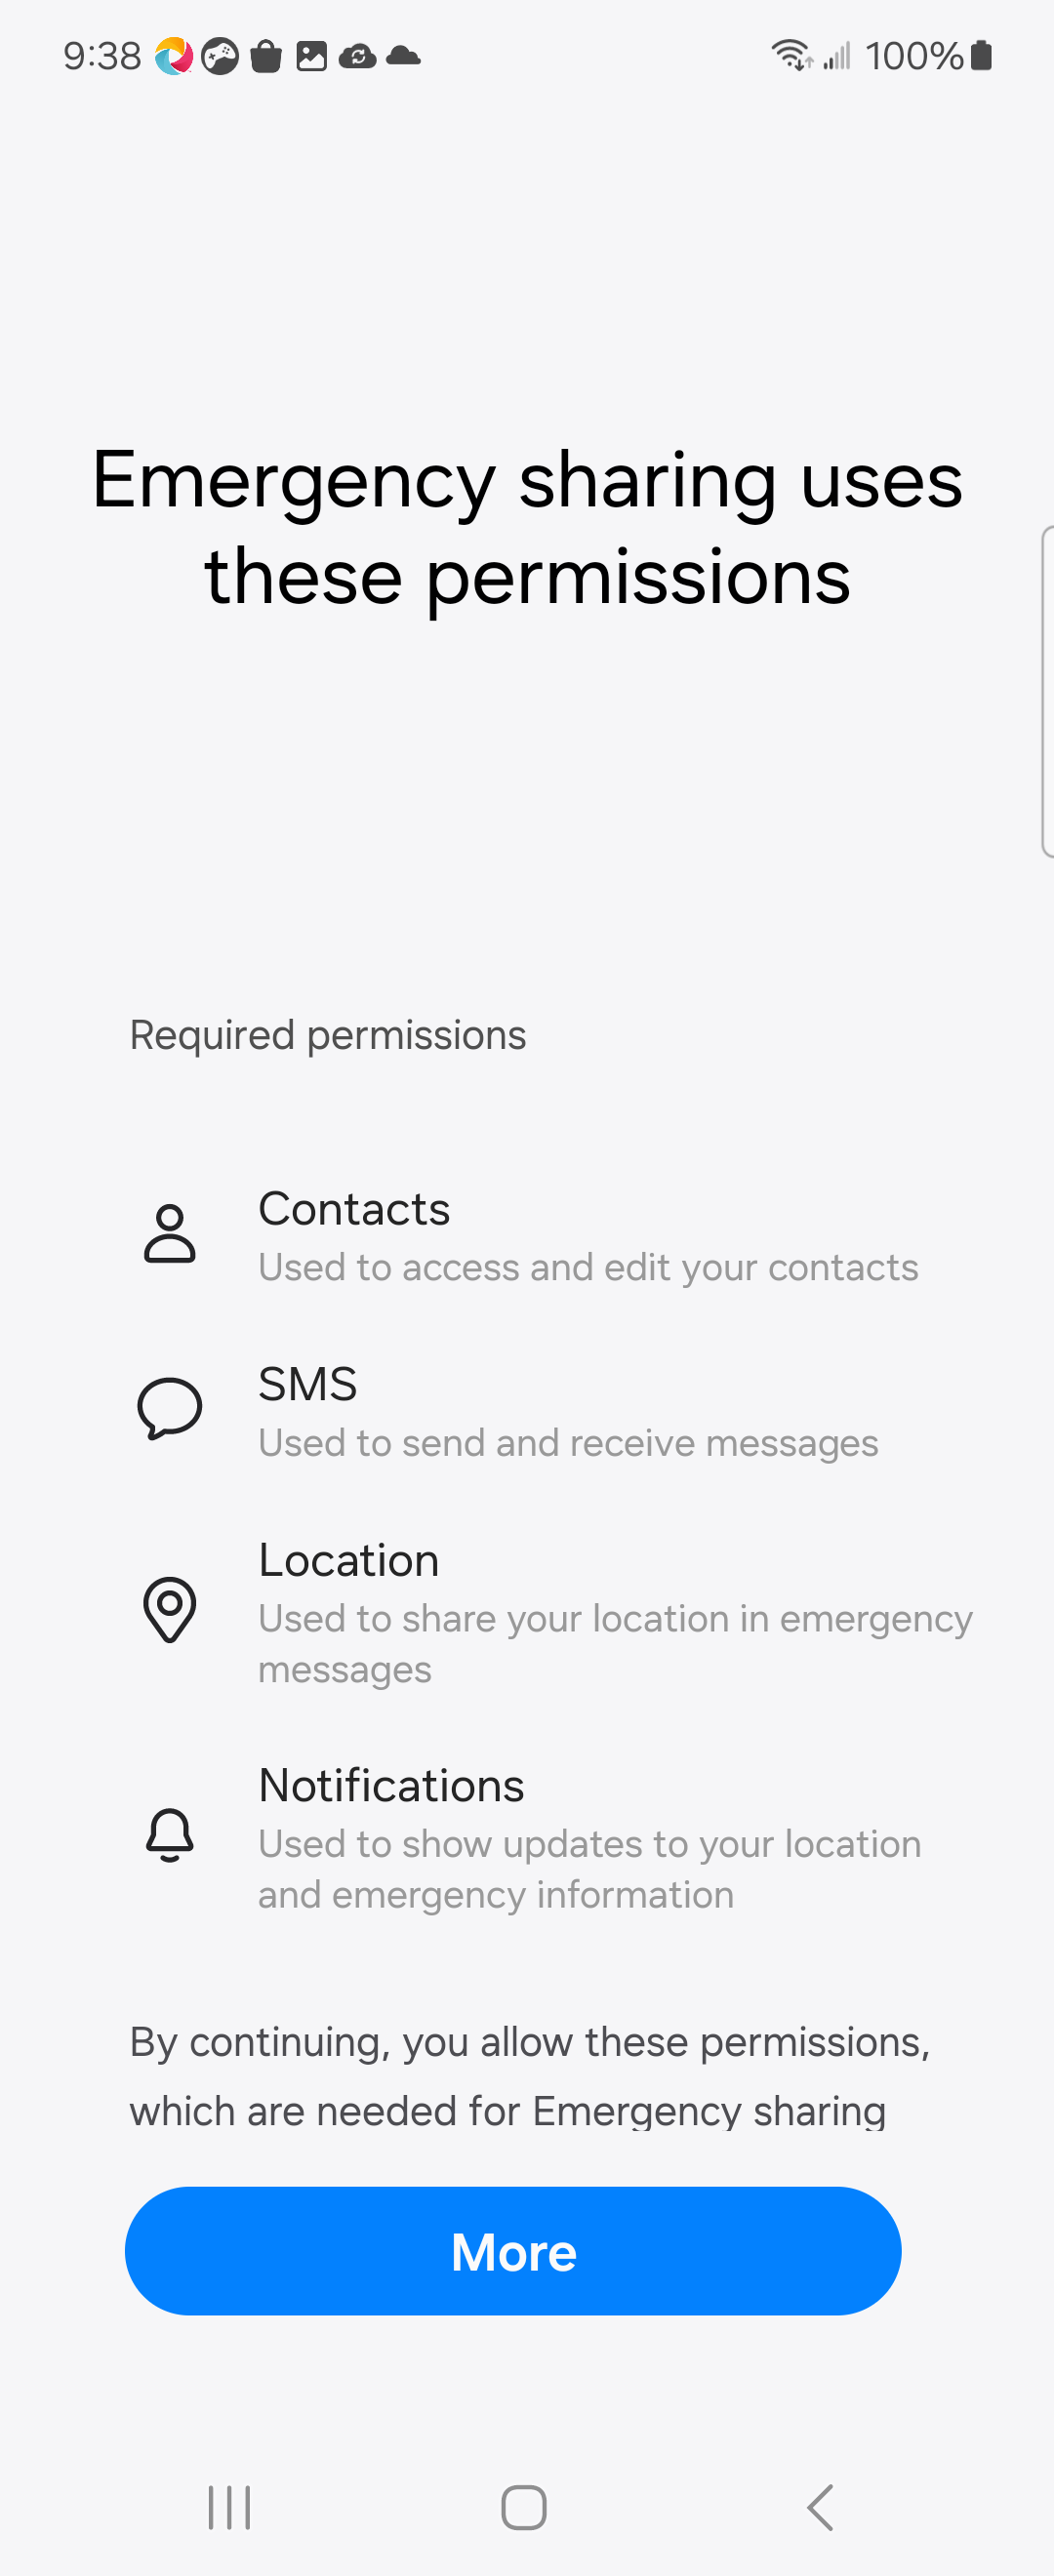 9:38 100%
Emergency sharing uses
these permissions
Required permissions
Contacts
Used to access and edit your contacts
SMS
Used to send and receive messages
Location
Used to share your location in emergency
messages
Notifications
Used to show updates to your location
and emergency information
By continuing, you allow these permissions,
which are needed for Emergency sharing
More